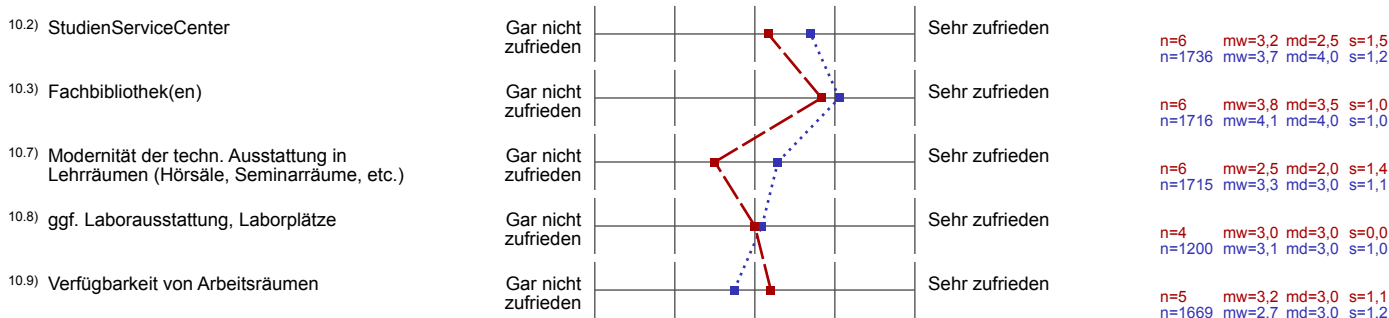 10.2) StudienServiceCenter
Gar nicht
zufrieden
Sehr zufrieden
n=6 mw=3,2 md=2,5 s=1,5
n=1736 mw=3,7 md=4,0 s=1,2
10.3) Fachbibliothek(en)
Gar nicht
zufrieden
Sehr zufrieden
n=6 mw=3,8 md=3,5 s=1,0
n=1716 mw=4,1 md=4,0 s=1,0
10.7) Modernität der techn. Ausstattung in
Lehrräumen (Hörsäle, Seminarräume, etc.)
Gar nicht
zufrieden
Sehr zufrieden
n=6 mw=2,5 md=2,0 s=1,4
n=1715 mw=3,3 md=3,0 s=1,1
10.8) ggf. Laborausstattung, Laborplätze
Gar nicht
zufrieden
Sehr zufrieden
n=4 mw=3,0 md=3,0 s=0,0
n=1200 mw=3,1 md=3,0 s=1,0
10.9) Verfügbarkeit von Arbeitsräumen
Gar nicht
zufrieden
Sehr zufrieden
n=5 mw=3,2 md=3,0 s=1,1
n=1669 mw=2,7 md=3,0 s=1,2